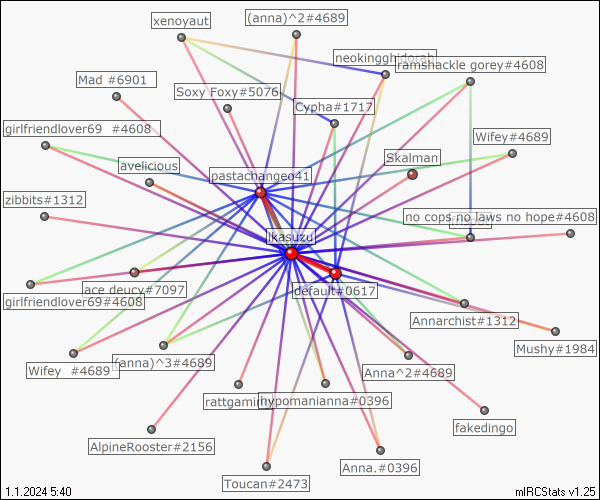 xenoyaut
(anna)^2#4689
neokingghidorah
ramshackle gorey#4608
Mad #6901
Soxy Foxy#5076
Cypha#1717
girlfriendlover69 #4608
Wifey#4689
avelicious
Skalman
pastachangeo41
zibbits#1312
no cops no laws no hope#4608
ikasuzu
ace deucy#7097
default#0617
girlfriendlover69#4608
Annarchist#1312
Mushy#1984
Wifey #4689
(anna)^3#4689
Anna^2#4689
hypomanianna#0396
fakedingo
AlpineRooster#2156
Anna.#0396
Toucan#2473
1.1.2024 5:40
mIRCStats v1.25